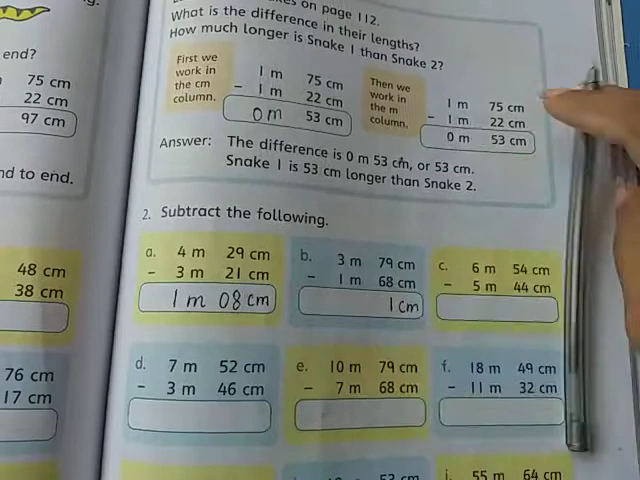 kes on page 112.
What is the difference in their lengths?
How much longer is Snake 1 than Snake 2?
First we work in the cm column.
1 m 75 cm
- 1 m 22 cm
0 m 53 cm
Then we work in the m column.
1 m 75 cm
- 1 m 22 cm
0 m 53 cm
Answer: The difference is 0 m 53 cm, or 53 cm.
Snake 1 is 53 cm longer than Snake 2.
end?
75 cm
22 cm
97 cm
nd to end.
48 cm
38 cm
76 cm
17 cm
2. Subtract the following.
a. 4 m 29 cm
- 3 m 21 cm
1 m 08 cm
b. 3 m 79 cm
- 1 m 68 cm
1 cm
c. 6 m 54 cm
- 5 m 44 cm
d. 7 m 52 cm
- 3 m 46 cm
e. 10 m 79 cm
- 7 m 68 cm
f. 18 m 49 cm
- 11 m 32 cm
53 cm
i. 55 m 64 cm